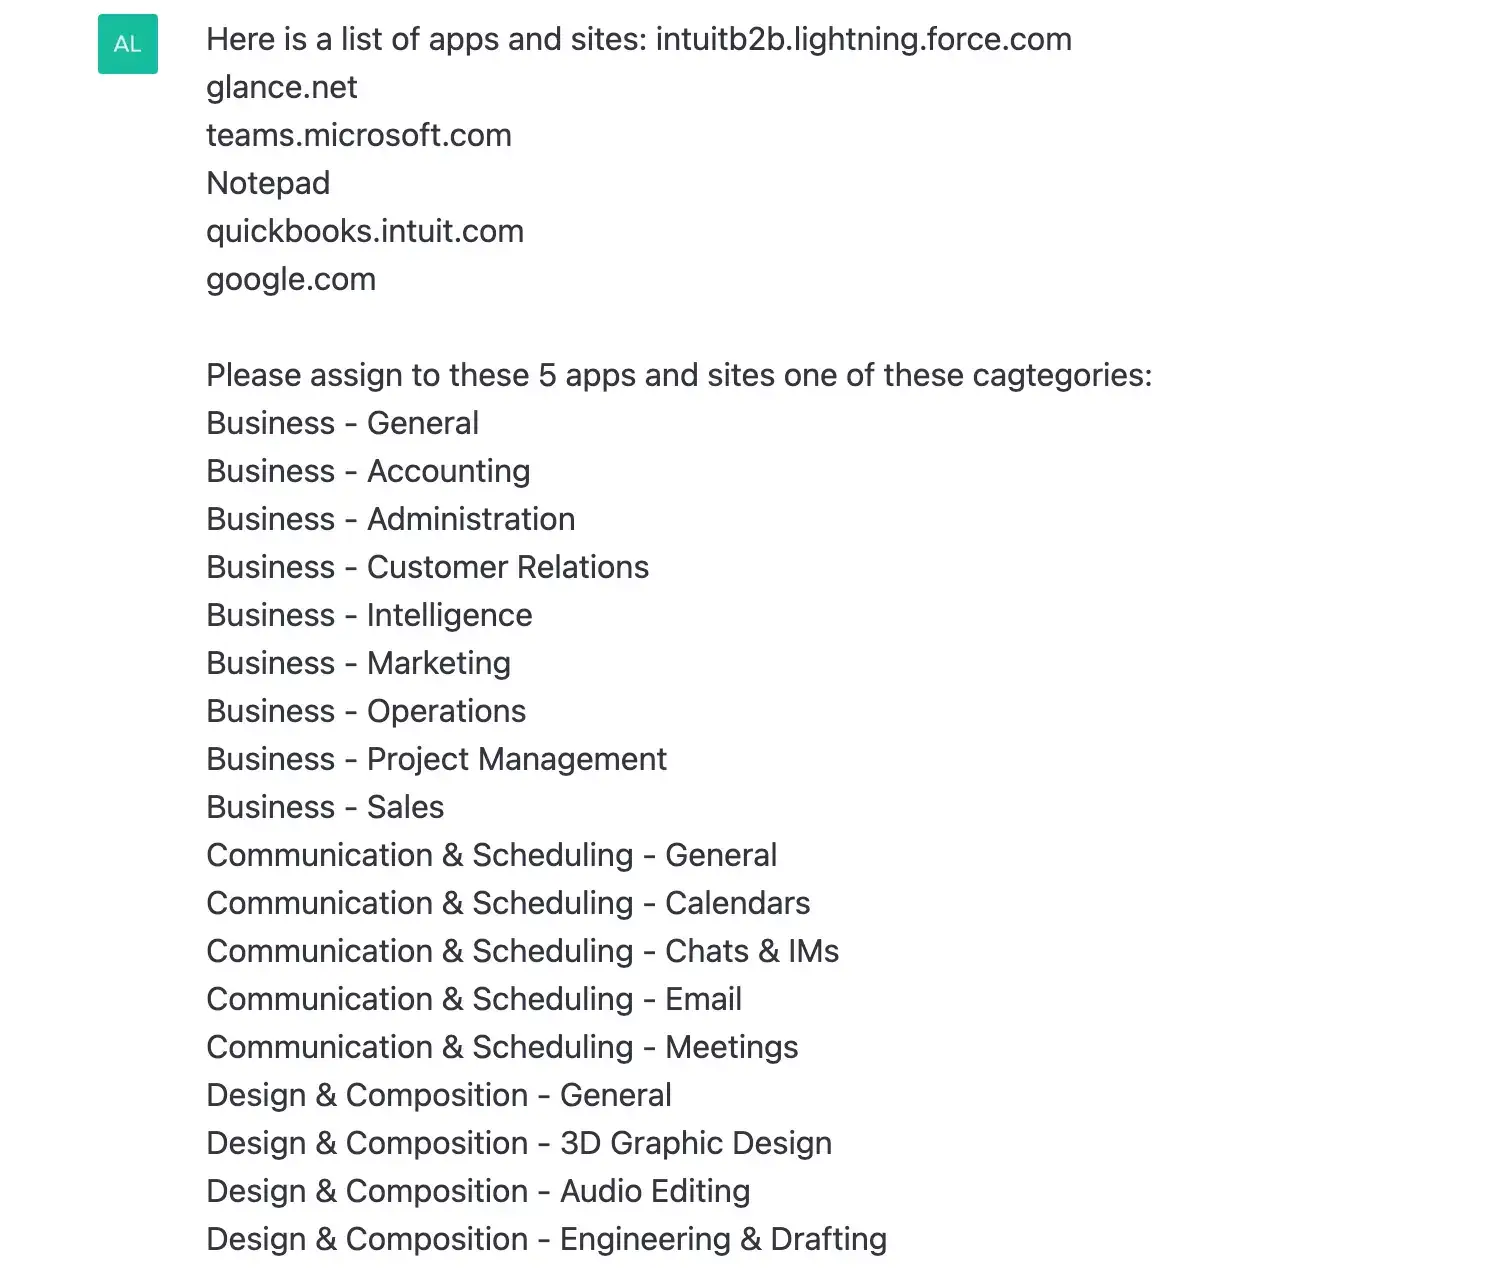 AL
Here is a list of apps and sites: intuitb2b.lightning.force.com
glance.net
teams.microsoft.com
Notepad
quickbooks.intuit.com
google.com
Please assign to these 5 apps and sites one of these cagtegories:
Business - General
Business - Accounting
Business - Administration
Business - Customer Relations
Business - Intelligence
Business - Marketing
Business - Operations
Business - Project Management
Business - Sales
Communication & Scheduling - General
Communication & Scheduling - Calendars
Communication & Scheduling - Chats & IMs
Communication & Scheduling - Email
Communication & Scheduling - Meetings
Design & Composition - General
Design & Composition - 3D Graphic Design
Design & Composition - Audio Editing
Design & Composition - Engineering & Drafting